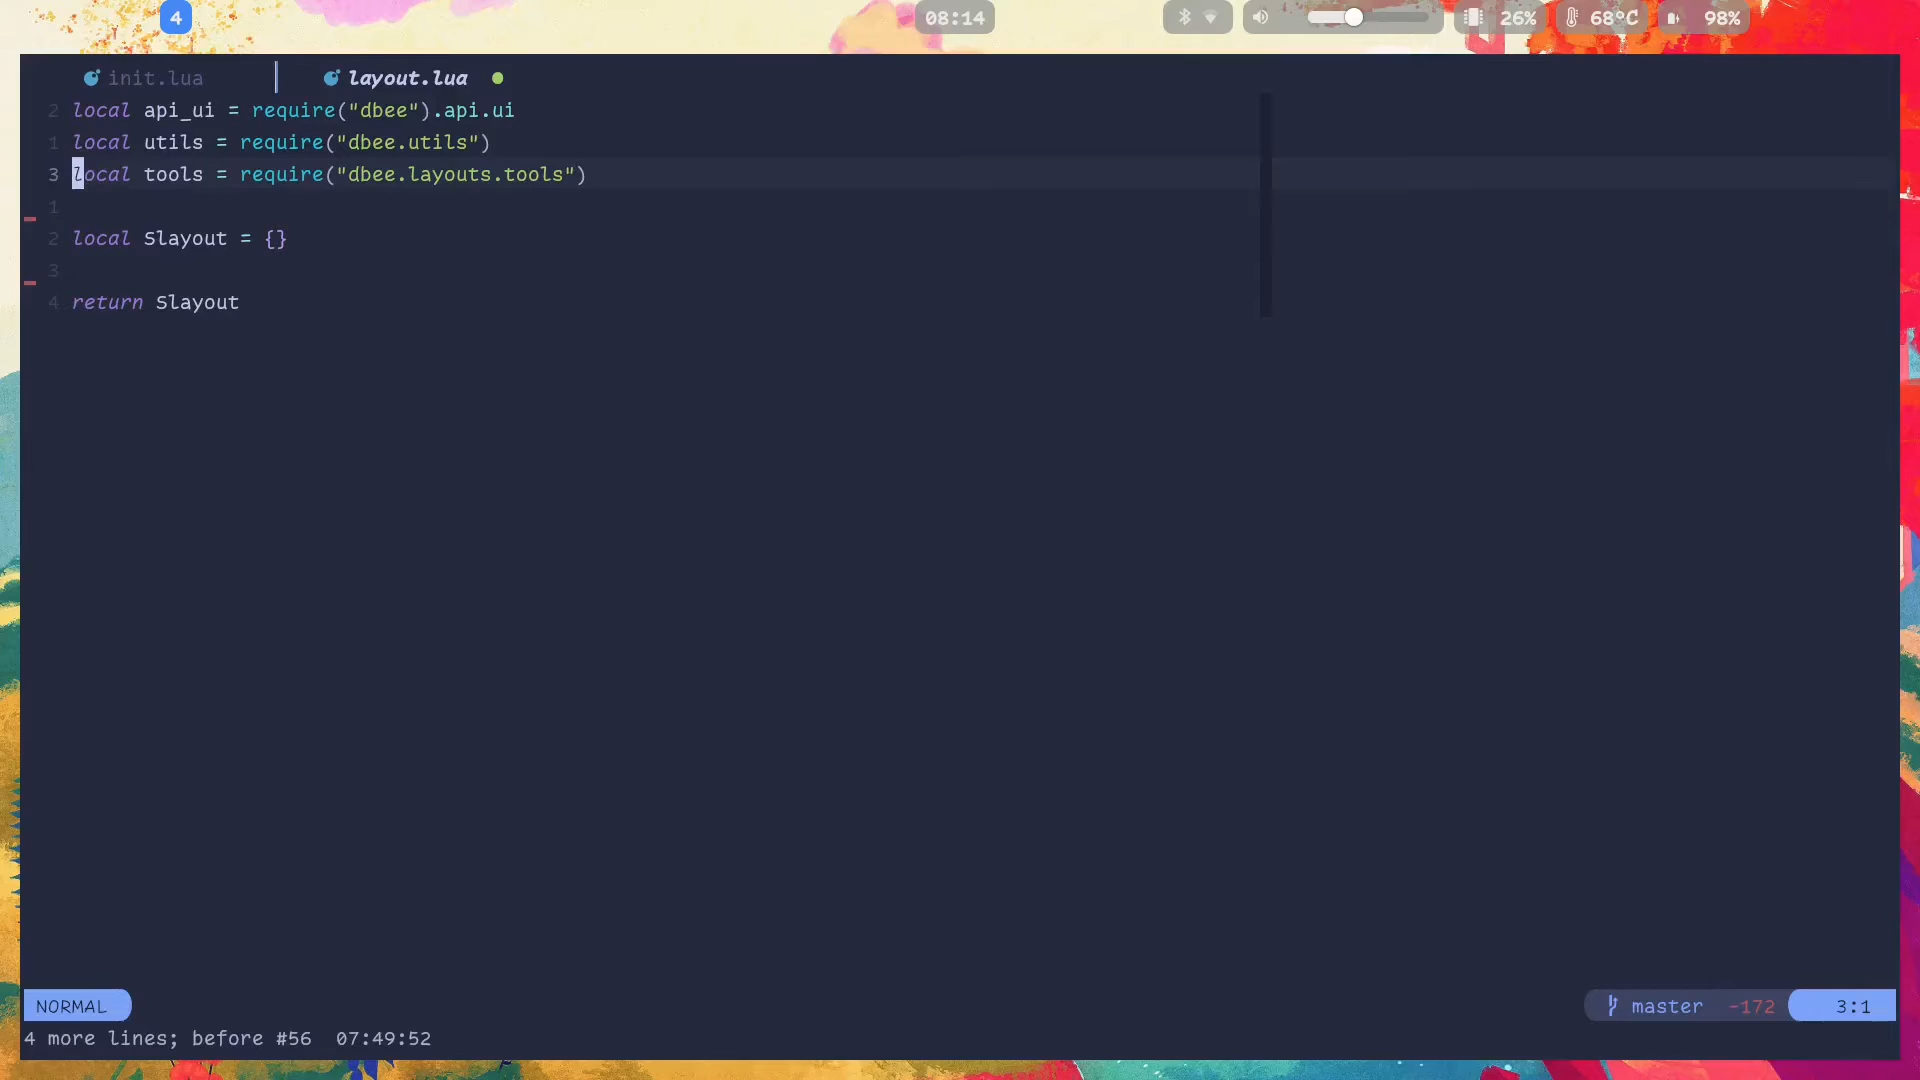 4
08:14
26%
68°C
98%
init.lua
layout.lua
2 local api_ui = require("dbee").api.ui
1 local utils = require("dbee.utils")
3 local tools = require("dbee.layouts.tools")
1
2 local Slayout = {}
3
4 return Slayout
NORMAL
master -172 3:1
4 more lines; before #56 07:49:52